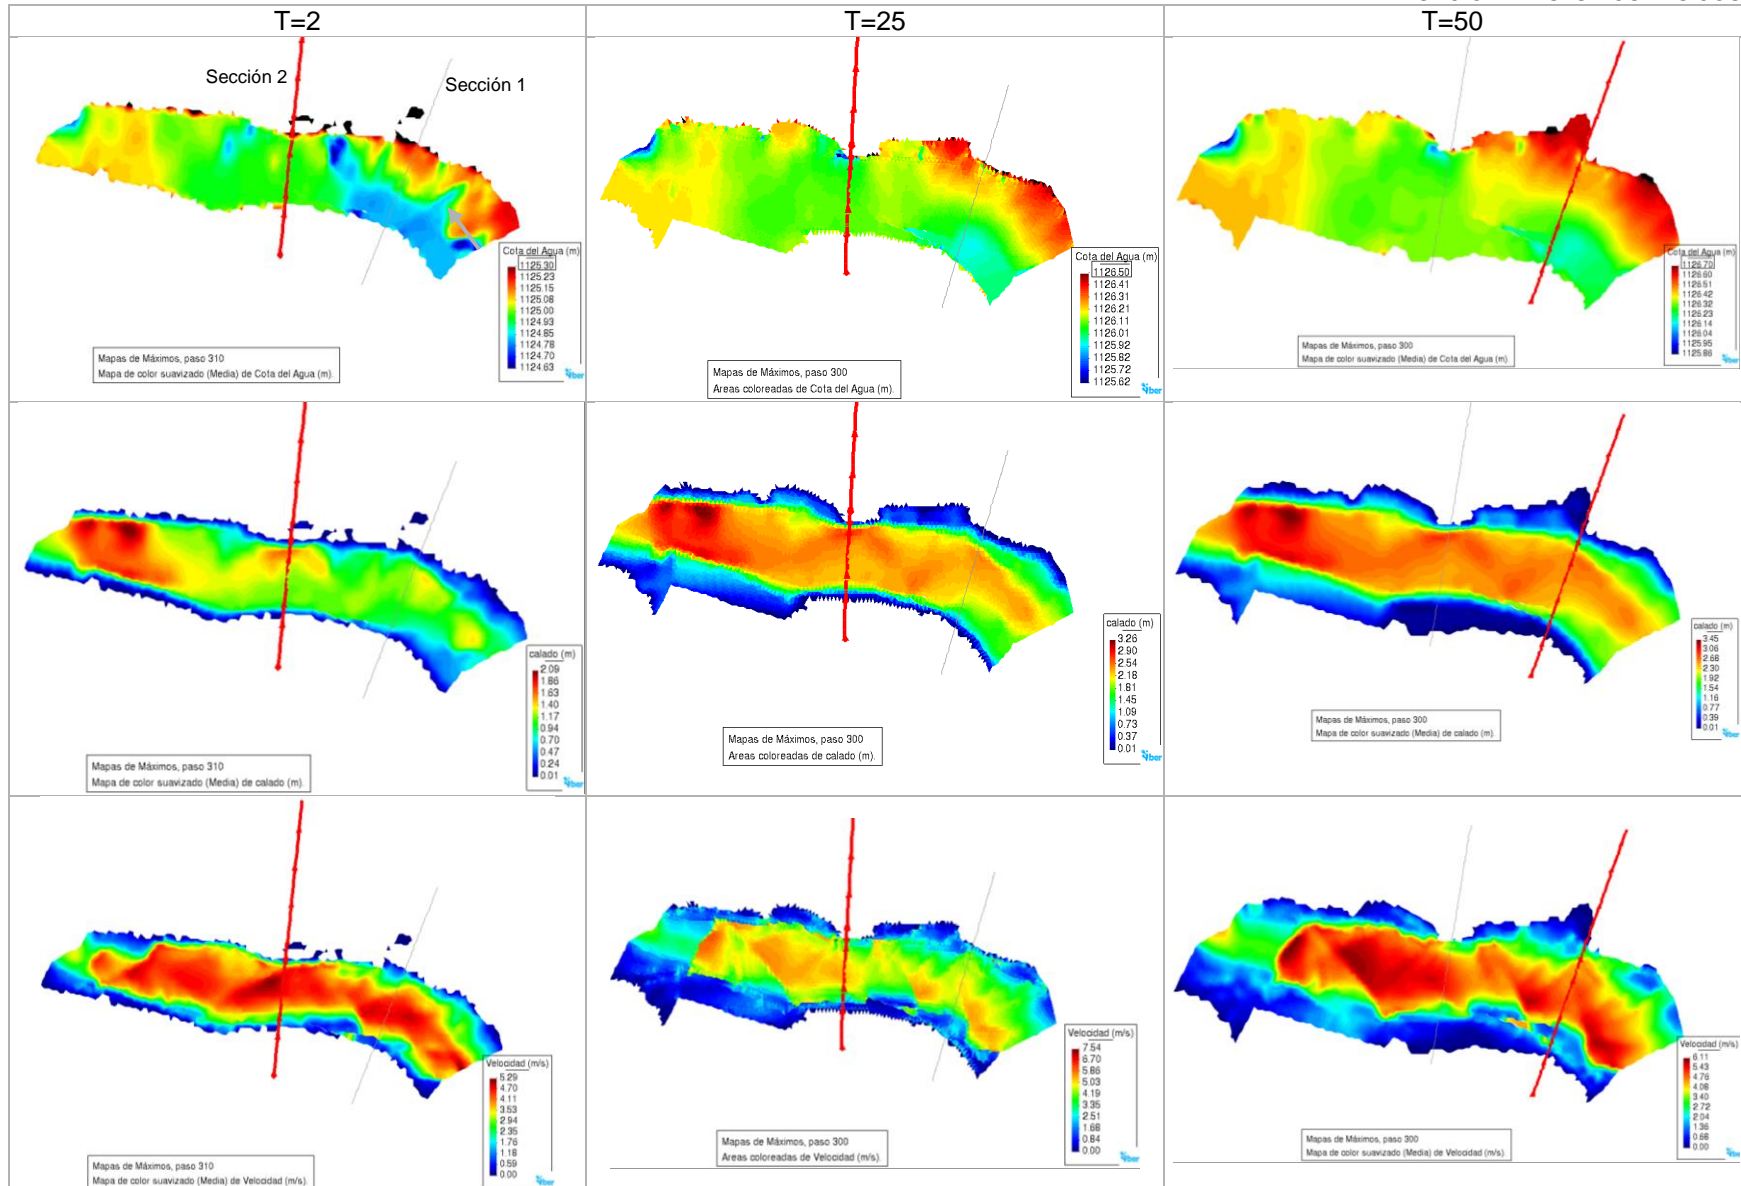 T=2
T=25
T=50
Sección 2
Sección 1
Cota del Agua (m)
1125.30
1125.23
1125.15
1125.08
1125.00
1124.93
1124.85
1124.78
1124.70
1124.63
iber
Mapas de Máximos, paso 310
Mapa de color suavizado (Media) de Cota del Agua (m).
Cota del Agua (m)
1126.50
1126.41
1126.31
1126.21
1126.11
1126.01
1125.92
1125.82
1125.72
1125.62
iber
Mapas de Máximos, paso 300
Areas coloreadas de Cota del Agua (m).
Cota del Agua (m)
1126.70
1126.60
1126.51
1126.42
1126.32
1126.23
1126.14
1126.04
1125.95
1125.86
iber
Mapas de Máximos, paso 300
Mapa de color suavizado (Media) de Cota del Agua (m).
calado (m)
2.09
1.86
1.63
1.40
1.17
0.94
0.70
0.47
0.24
0.01
iber
Mapas de Máximos, paso 310
Mapa de color suavizado (Media) de calado (m).
calado (m)
3.26
2.90
2.54
2.18
1.81
1.45
1.09
0.73
0.37
0.01
iber
Mapas de Máximos, paso 300
Areas coloreadas de calado (m).
calado (m)
3.45
3.06
2.68
2.30
1.92
1.54
1.16
0.77
0.39
0.01
iber
Mapas de Máximos, paso 300
Mapa de color suavizado (Media) de calado (m).
Velocidad (m/s)
5.29
4.70
4.11
3.53
2.94
2.35
1.76
1.18
0.59
0.00
iber
Mapas de Máximos, paso 310
Mapa de color suavizado (Media) de Velocidad (m/s).
Velocidad (m/s)
7.54
6.70
5.86
5.03
4.19
3.35
2.51
1.68
0.84
0.00
iber
Mapas de Máximos, paso 300
Areas coloreadas de Velocidad (m/s).
Velocidad (m/s)
6.11
5.43
4.76
4.08
3.40
2.72
2.04
1.36
0.68
0.00
iber
Mapas de Máximos, paso 300
Mapa de color suavizado (Media) de Velocidad (m/s).